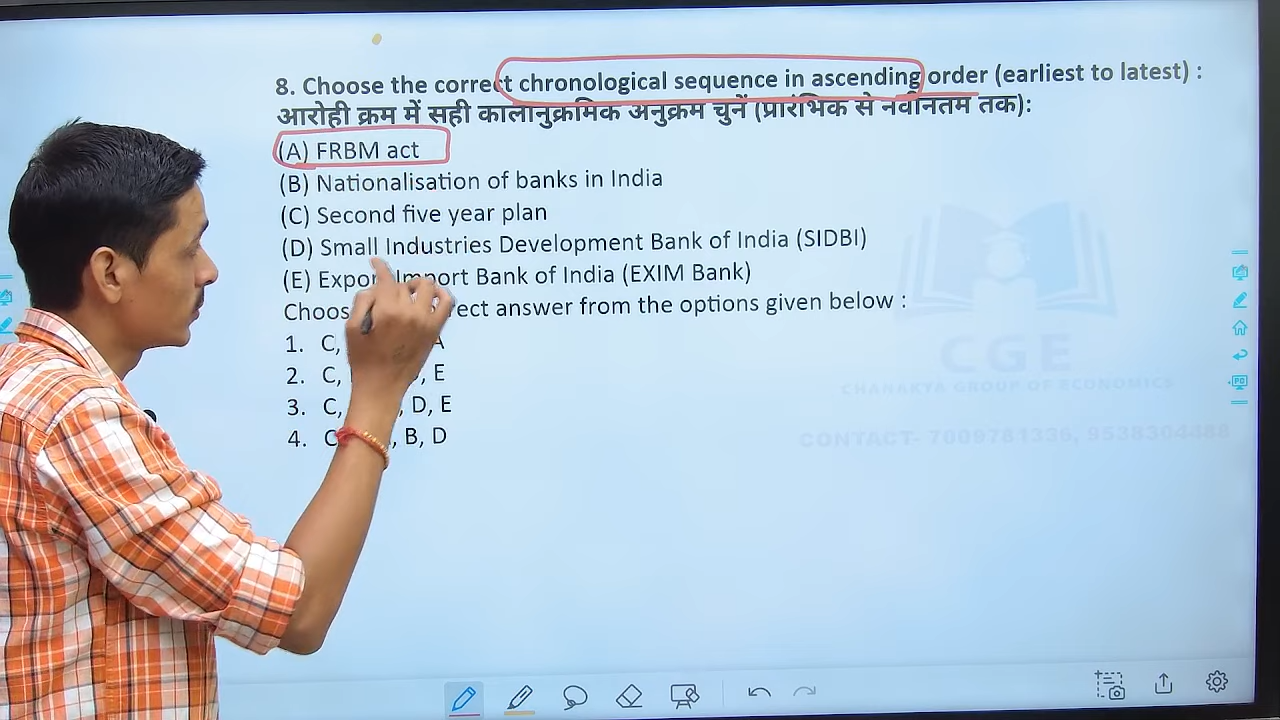 8. Choose the correct chronological sequence in ascending order (earliest to latest) :
आरोही क्रम में सही कालानुक्रमिक अनुक्रम चुनें (प्रारंभिक से नवीनतम तक):
(A) FRBM act
(B) Nationalisation of banks in India
(C) Second five year plan
(D) Small Industries Development Bank of India (SIDBI)
(E) Import Bank of India (EXIM Bank)
answer from the options given below :
1. C, A
2. C, , E
3. C, , D, E
4. , B, D
CGE
CHANAKYA GROUP OF ECONOMICS
CONTACT- 7009781336, 9538364488